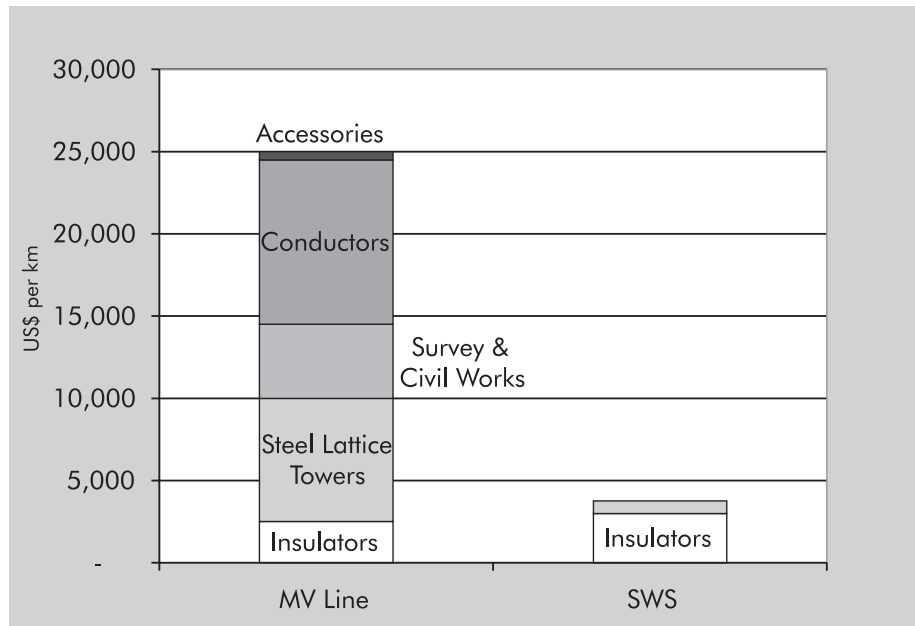 30,000
25,000
20,000
15,000
10,000
5,000
-
US$ per km
Accessories
Conductors
Survey &
Civil Works
Steel Lattice
Towers
Insulators
Insulators
MV Line
SWS